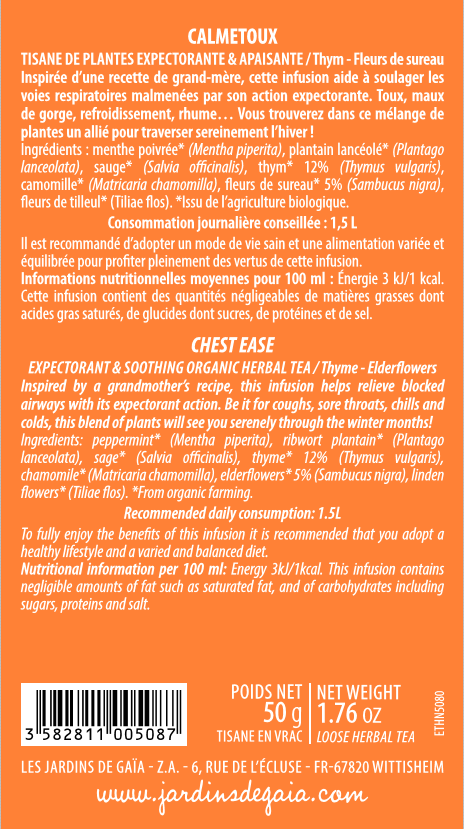 CALMETOUX
TISANE DE PLANTES EXPECTORANTE & APAISANTE / Thym - Fleurs de sureau
Inspirée d'une recette de grand-mère, cette infusion aide à soulager les
voies respiratoires malmenées par son action expectorante. Toux, maux
de gorge, refroidissement, rhume… Vous trouverez dans ce mélange de
plantes un allié pour traverser sereinement l'hiver !
Ingrédients : menthe poivrée* (Mentha piperita), plantain lancéolé* (Plantago
lanceolata), sauge* (Salvia officinalis), thym* 12% (Thymus vulgaris),
camomille* (Matricaria chamomilla), fleurs de sureau* 5% (Sambucus nigra),
fleurs de tilleul* (Tiliae flos). *Issu de l'agriculture biologique.
Consommation journalière conseillée : 1,5 L
Il est recommandé d'adopter un mode de vie sain et une alimentation variée et
équilibrée pour profiter pleinement des vertus de cette infusion.
Informations nutritionnelles moyennes pour 100 ml : Énergie 3 kJ/1 kcal.
Cette infusion contient des quantités négligeables de matières grasses dont
acides gras saturés, de glucides dont sucres, de protéines et de sel.
CHEST EASE
EXPECTORANT & SOOTHING ORGANIC HERBAL TEA / Thyme - Elderflowers
Inspired by a grandmother's recipe, this infusion helps relieve blocked
airways with its expectorant action. Be it for coughs, sore throats, chills and
colds, this blend of plants will see you serenely through the winter months!
Ingredients: peppermint* (Mentha piperita), ribwort plantain* (Plantago
lanceolata), sage* (Salvia officinalis), thyme* 12% (Thymus vulgaris),
chamomile* (Matricaria chamomilla), elderflowers* 5% (Sambucus nigra), linden
flowers* (Tiliae flos). *From organic farming.
Recommended daily consumption: 1.5L
To fully enjoy the benefits of this infusion it is recommended that you adopt a
healthy lifestyle and a varied and balanced diet.
Nutritional information per 100 ml: Energy 3kJ/1kcal. This infusion contains
negligible amounts of fat such as saturated fat, and of carbohydrates including
sugars, proteins and salt.
3 582811 005087
POIDS NET
50 g
TISANE EN VRAC
NET WEIGHT
1.76 OZ
LOOSE HERBAL TEA
ETHN5080
LES JARDINS DE GAÏA - Z.A. - 6, RUE DE L'ÉCLUSE - FR-67820 WITTISHEIM
www.jardinsdegaia.com